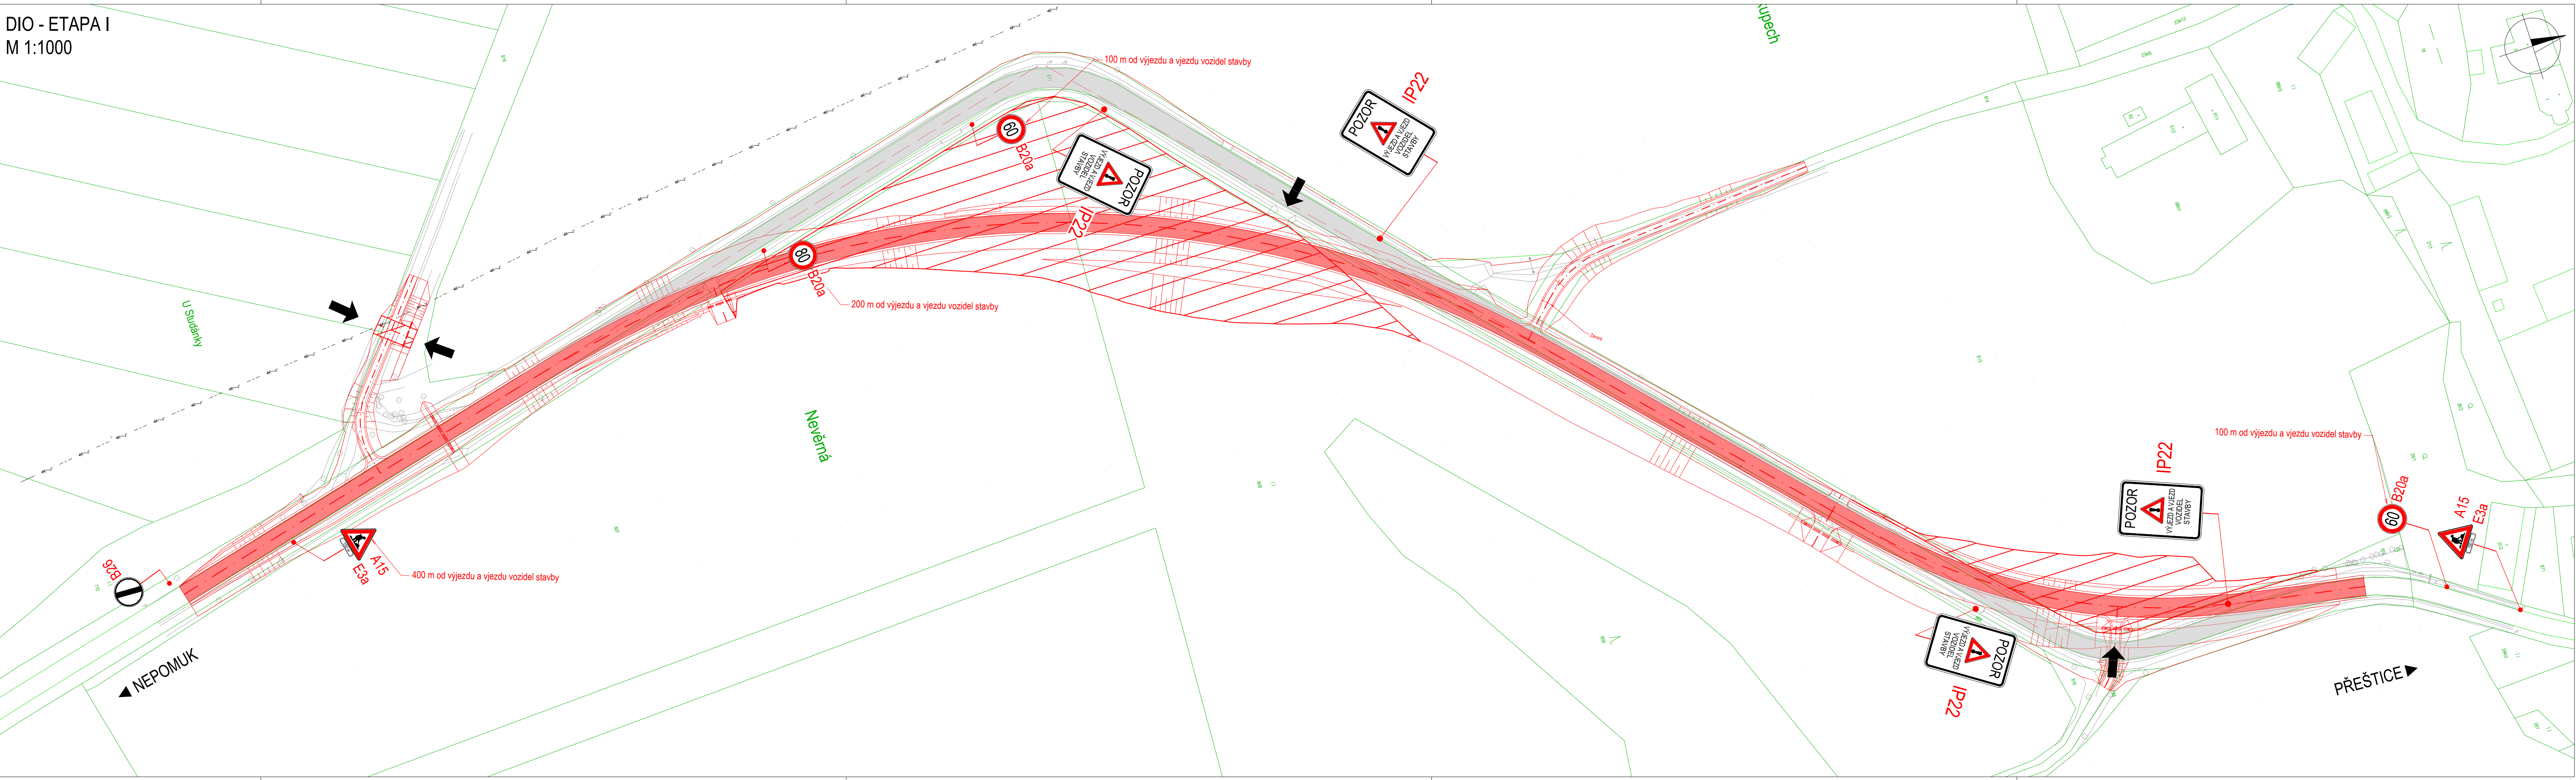 DIO - ETAPA I
M 1:1000
Kupech
100 m od výjezdu a vjezdu vozidel stavby
60
B20a
POZOR
VÝJEZD A VJEZD
VOZIDEL
STAVBY
IP22
POZOR
VÝJEZD A VJEZD
VOZIDEL
STAVBY
IP22
80
B20a
200 m od výjezdu a vjezdu vozidel stavby
U Studánky
Nevěrná
B26
A15
E3a
400 m od výjezdu a vjezdu vozidel stavby
NEPOMUK
100 m od výjezdu a vjezdu vozidel stavby
IP22
POZOR
VÝJEZD A VJEZD
VOZIDEL
STAVBY
60
B20a
A15
E3a
POZOR
VÝJEZD A VJEZD
VOZIDEL
STAVBY
IP22
PŘEŠTICE